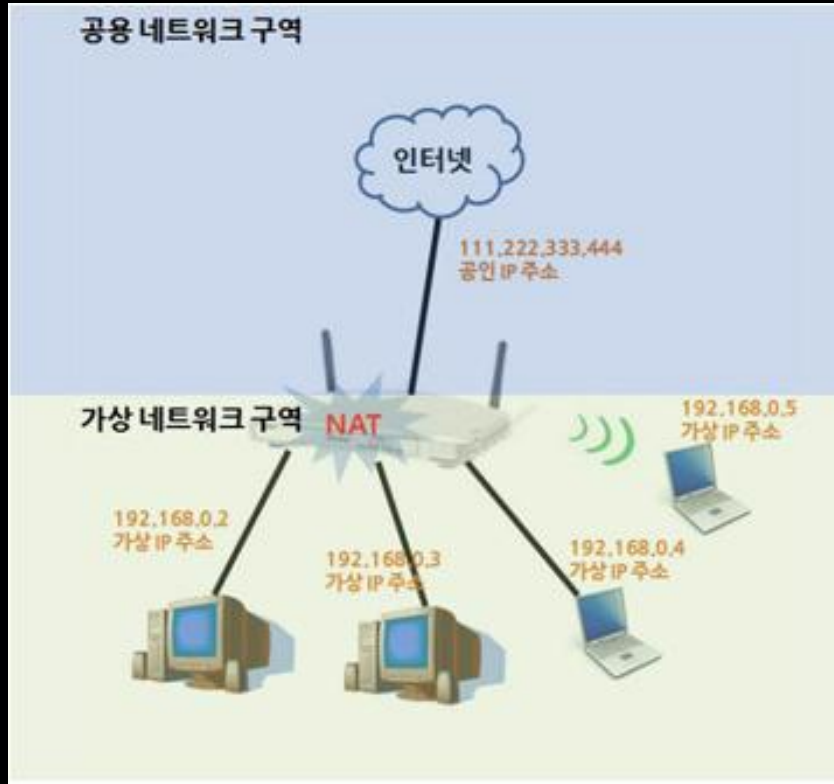 공용 네트워크 구역
인터넷
111.222.333.444
공인 IP 주소
가상 네트워크 구역
NAT
192.168.0.5
가상 IP 주소
192.168.0.2
가상 IP 주소
192.168.0.3
가상 IP 주소
192.168.0.4
가상 IP 주소